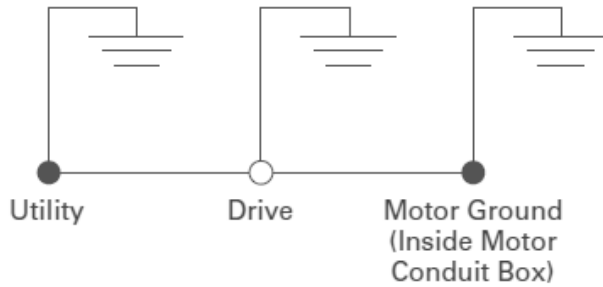 Utility
Drive
Motor Ground
(Inside Motor
Conduit Box)